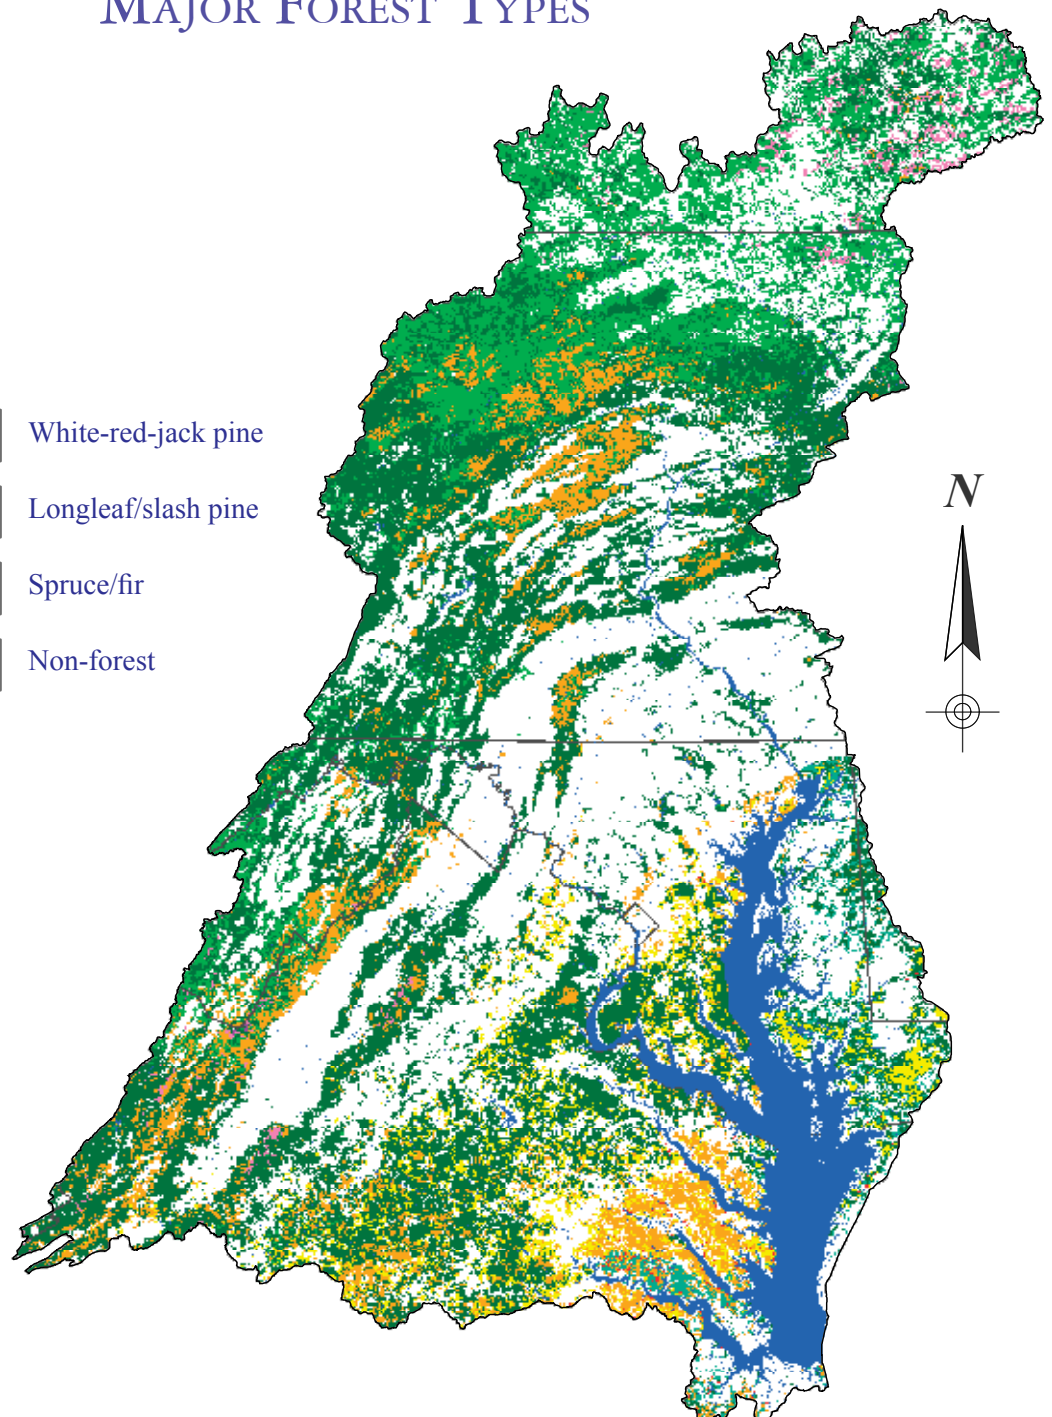 MAJOR FOREST TYPES
White-red-jack pine
Longleaf/slash pine
N
Spruce/fir
Non-forest